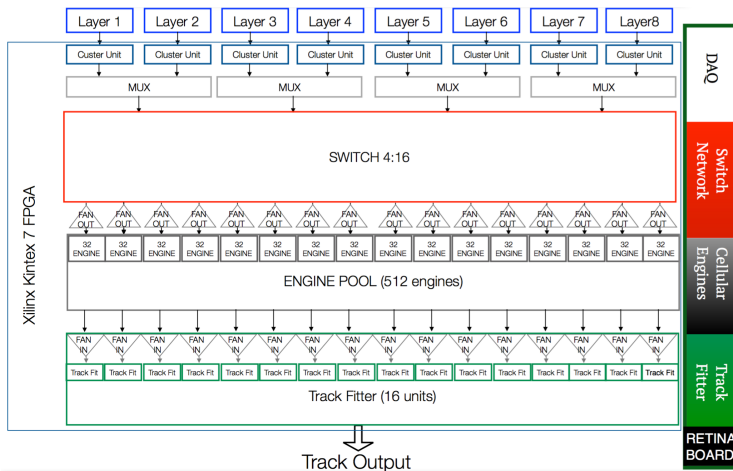 Layer 1 Layer 2 Layer 3 Layer 4 Layer 5 Layer 6 Layer 7 Layer8
Cluster Unit Cluster Unit Cluster Unit Cluster Unit Cluster Unit Cluster Unit Cluster Unit Cluster Unit
MUX MUX MUX MUX
SWITCH 4:16
FAN FAN FAN FAN FAN FAN FAN FAN FAN FAN FAN FAN FAN FAN FAN FAN
OUT OUT OUT OUT OUT OUT OUT OUT OUT OUT OUT OUT OUT OUT OUT OUT
32 32 32 32 32 32 32 32 32 32 32 32 32 32 32 32
ENGINE ENGINE ENGINE ENGINE ENGINE ENGINE ENGINE ENGINE ENGINE ENGINE ENGINE ENGINE ENGINE ENGINE ENGINE ENGINE
ENGINE POOL (512 engines)
FAN FAN FAN FAN FAN FAN FAN FAN FAN FAN FAN FAN FAN FAN FAN FAN
IN IN IN IN IN IN IN IN IN IN IN IN IN IN IN IN
Track Fit Track Fit Track Fit Track Fit Track Fit Track Fit Track Fit Track Fit Track Fit Track Fit Track Fit Track Fit Track Fit Track Fit Track Fit Track Fit
Track Fitter (16 units)
Track Output
Xilinx Kintex 7 FPGA
DAQ
Switch
Network
Cellular
Engines
Track
Fitter
RETINA
BOARD